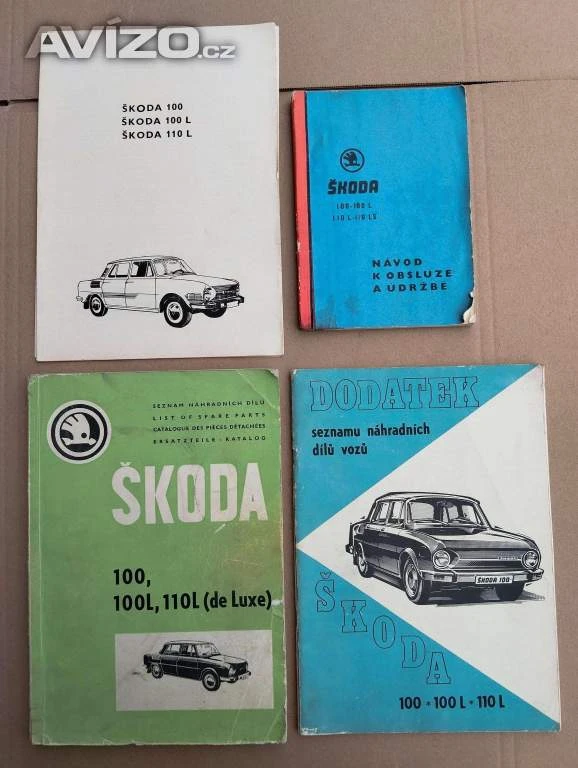 AVÍZO.cz
ŠKODA 100
ŠKODA 100 L
ŠKODA 110 L
ŠKODA
100-100 L
110 L-110 LS
NÁVOD
K OBSLUZE
A ÚDRŽBĚ
SEZNAM NÁHRADNÍCH DÍLŮ
LIST OF SPARE PARTS
CATALOGUE DES PIÈCES DÉTACHÉES
ERSATZTEILE - KATALOG
ŠKODA
100,
100L, 110L (de Luxe)
DODATEK
seznamu náhradních
dílů vozů
ŠKODA 100
ŠKODA
100 * 100 L * 110 L